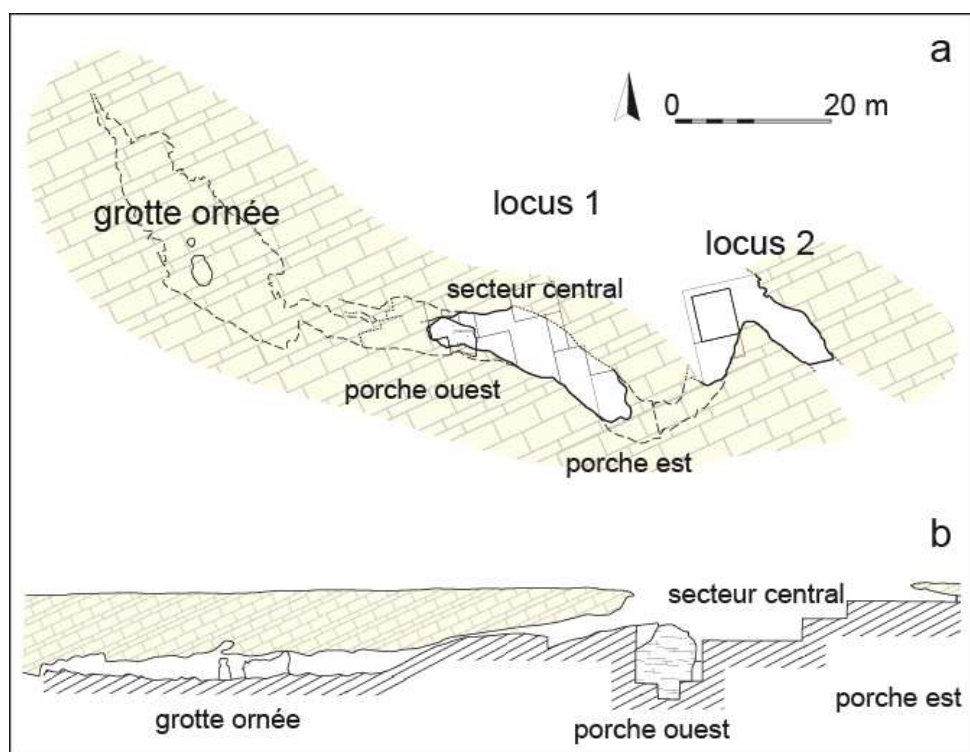 a
0 20 m
locus 1
grotte ornée
locus 2
secteur central
porche ouest
porche est
b
secteur central
porche est
grotte ornée
porche ouest